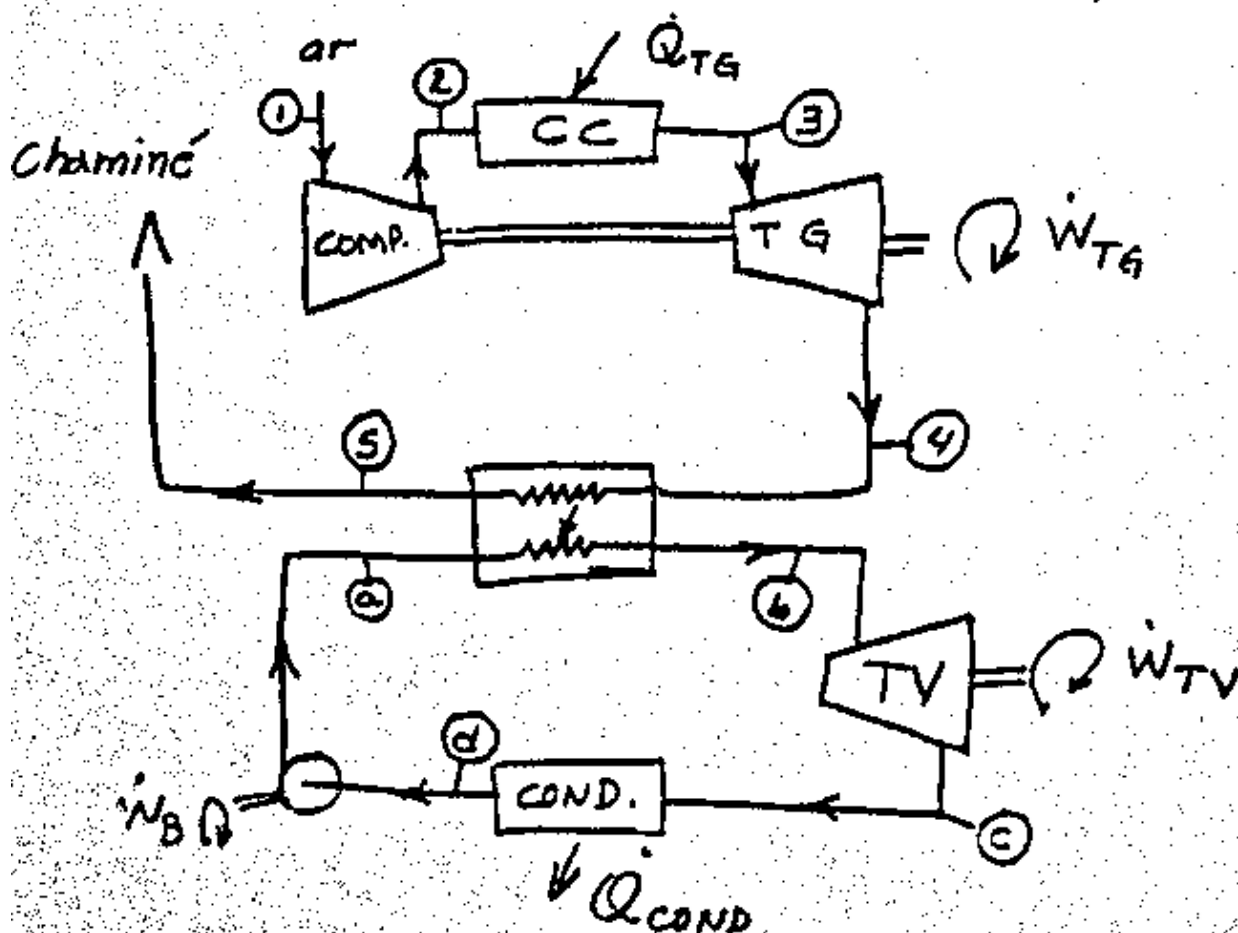 ar
Q̇TG
1
2
CC
3
Chaminé
COMP.
TG
ẆTG
5
4
a
b
TV
ẆTV
d
ẆB
COND.
c
Q̇COND